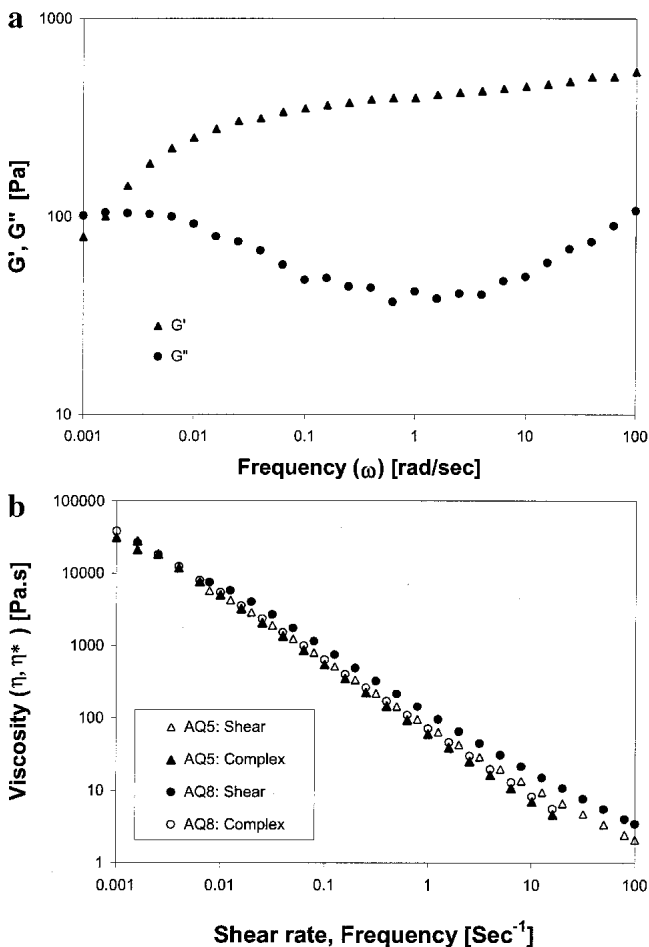 a
1000
100
10
G', G" [Pa]
G'
G"
0.001
0.01
0.1
1
10
100
Frequency (ω) [rad/sec]
b
100000
10000
1000
100
10
1
Viscosity (η, η* ) [Pa.s]
AQ5: Shear
AQ5: Complex
AQ8: Shear
AQ8: Complex
0.001
0.01
0.1
1
10
100
Shear rate, Frequency [Sec⁻¹]